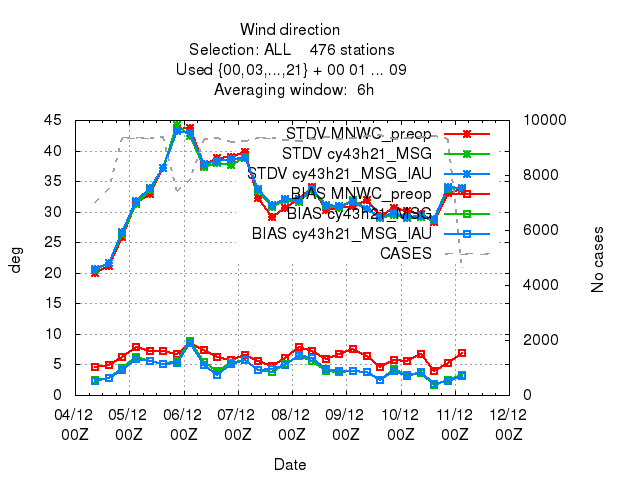 Wind direction
Selection: ALL    476 stations
Used {00,03,...,21} + 00 01 ... 09
Averaging window:  6h
45
40
35
30
25
20
15
10
5
0
deg
10000
8000
6000
4000
2000
0
No cases
STDV MNWC_preop
STDV cy43h21_MSG
STDV cy43h21_MSG_IAU
BIAS MNWC_preop
BIAS cy43h21_MSG
BIAS cy43h21_MSG_IAU
CASES
04/12 05/12 06/12 07/12 08/12 09/12 10/12 11/12 12/12
00Z 00Z 00Z 00Z 00Z 00Z 00Z 00Z 00Z
Date